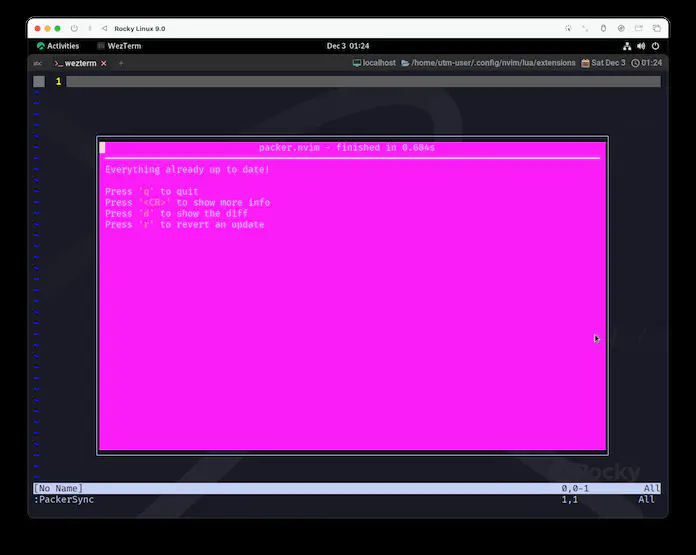 Rocky Linux 9.0
Activities WezTerm Dec 3 01:24
abc wezterm × + localhost /home/utm-user/.config/nvim/lua/extensions Sat Dec 3 01:24
1
packer.nvim - finished in 0.684s
Everything already up to date!
Press 'q' to quit
Press '<CR>' to show more info
Press 'd' to show the diff
Press 'r' to revert an update
Rocky
[No Name] 0,0-1 All
:PackerSync 1,1 All